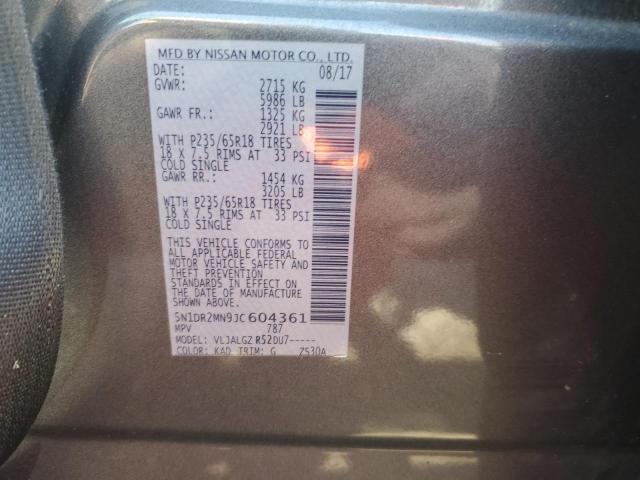 MFD BY NISSAN MOTOR CO., LTD.
DATE: 08/17
GVWR: 2715 KG
5986 LB
GAWR FR.: 1325 KG
2921 LB
WITH P235/65R18 TIRES
18 X 7.5 RIMS AT 33 PSI
COLD SINGLE
GAWR RR.: 1454 KG
3205 LB
WITH P235/65R18 TIRES
18 X 7.5 RIMS AT 33 PSI
COLD SINGLE
THIS VEHICLE CONFORMS TO
ALL APPLICABLE FEDERAL
MOTOR VEHICLE SAFETY AND
THEFT PREVENTION
STANDARDS IN EFFECT ON THE
DATE OF MANUFACTURE
SHOWN ABOVE.
5N1DR2MN9JC604361
MPV 787
MODEL: VLJALGZ R52DU7-----
COLOR: KAD TRIM: G ZS30A